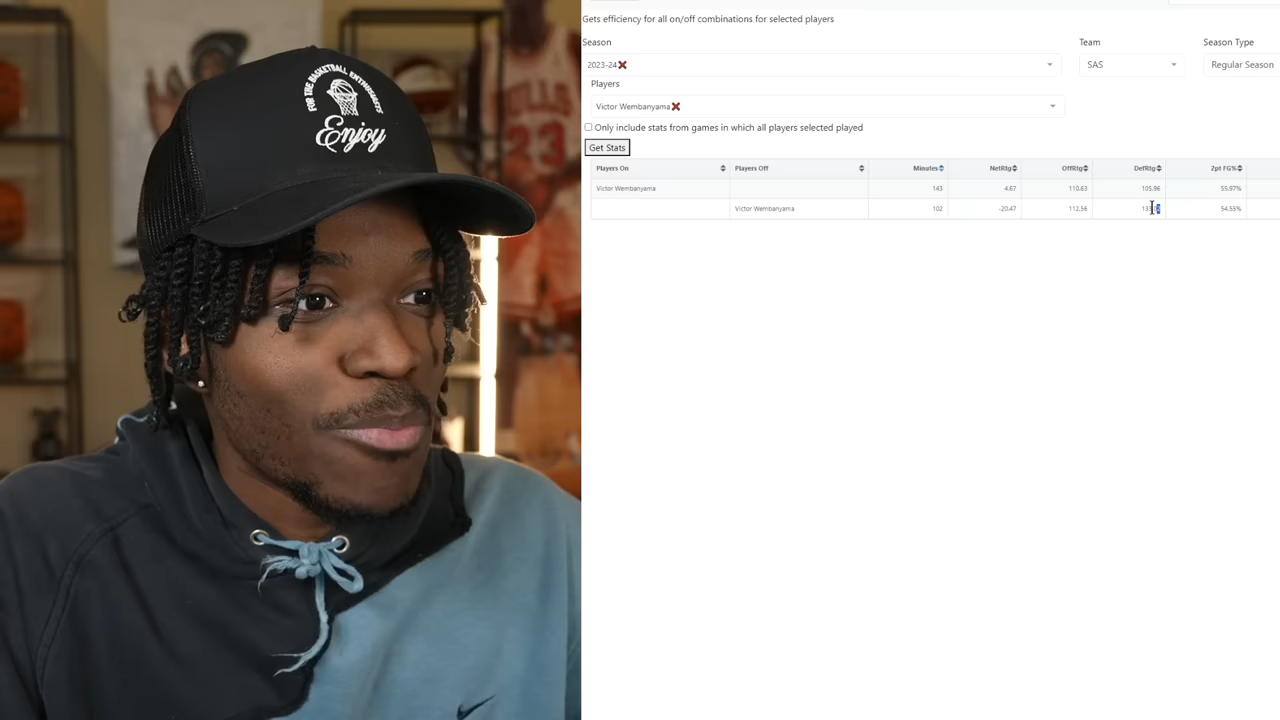 FOR THE BASKETBALL ENTHUSIASTS
Enjoy
23
Gets efficiency for all on/off combinations for selected players
Season
Team
Season Type
2023-24
SAS
Regular Season
Players
Victor Wembanyama
Only include stats from games in which all players selected played
Get Stats
Players On Players Off Minutes NetRtg OffRtg DefRtg 2pt FG%
Victor Wembanyama 143 4.67 110.63 105.96 55.97%
Victor Wembanyama 102 -20.47 112.56 54.55%